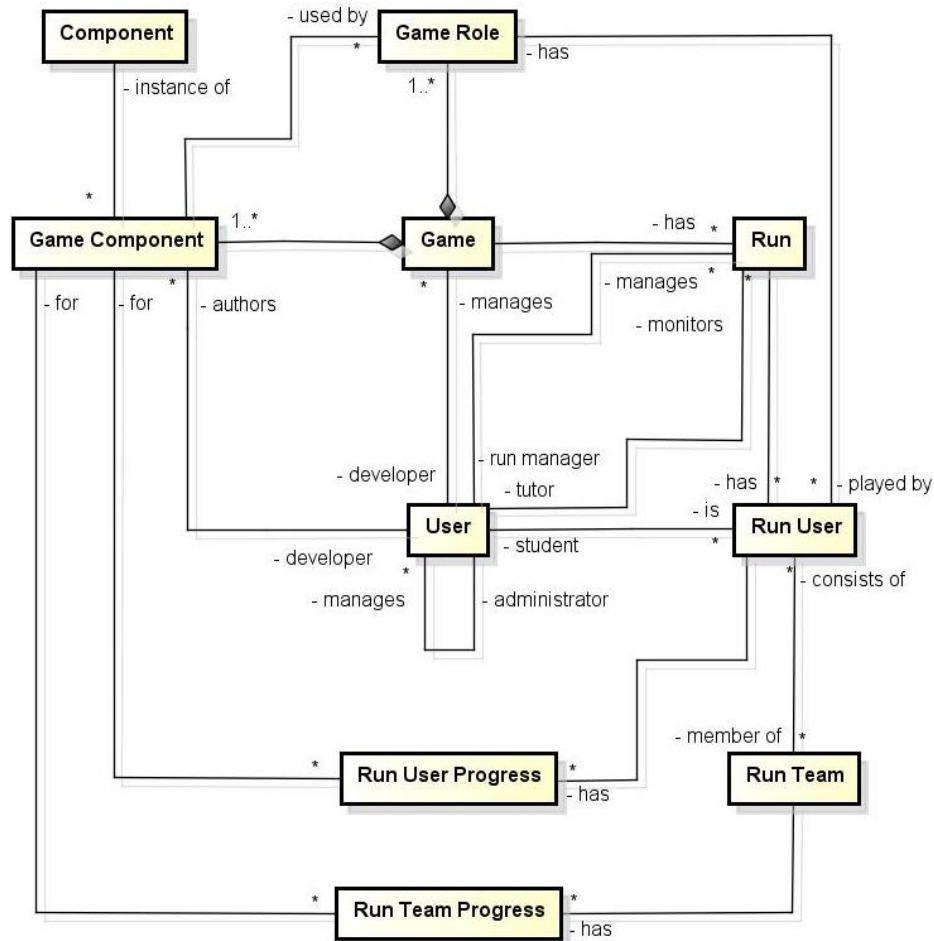 - used by
Component
Game Role
*
- has
- instance of
1..*
*
1..*
- has
*
Game Component
Game
Run
*
*
- manages
*
*
- for
- for
- authors
- manages
- monitors
- developer
- run manager
- has
*
*
- played by
- tutor
- is
User
Run User
- developer
- student
*
*
*
- consists of
- manages
- administrator
- member of
*
*
*
Run User Progress
Run Team
- has
*
*
Run Team Progress
- has